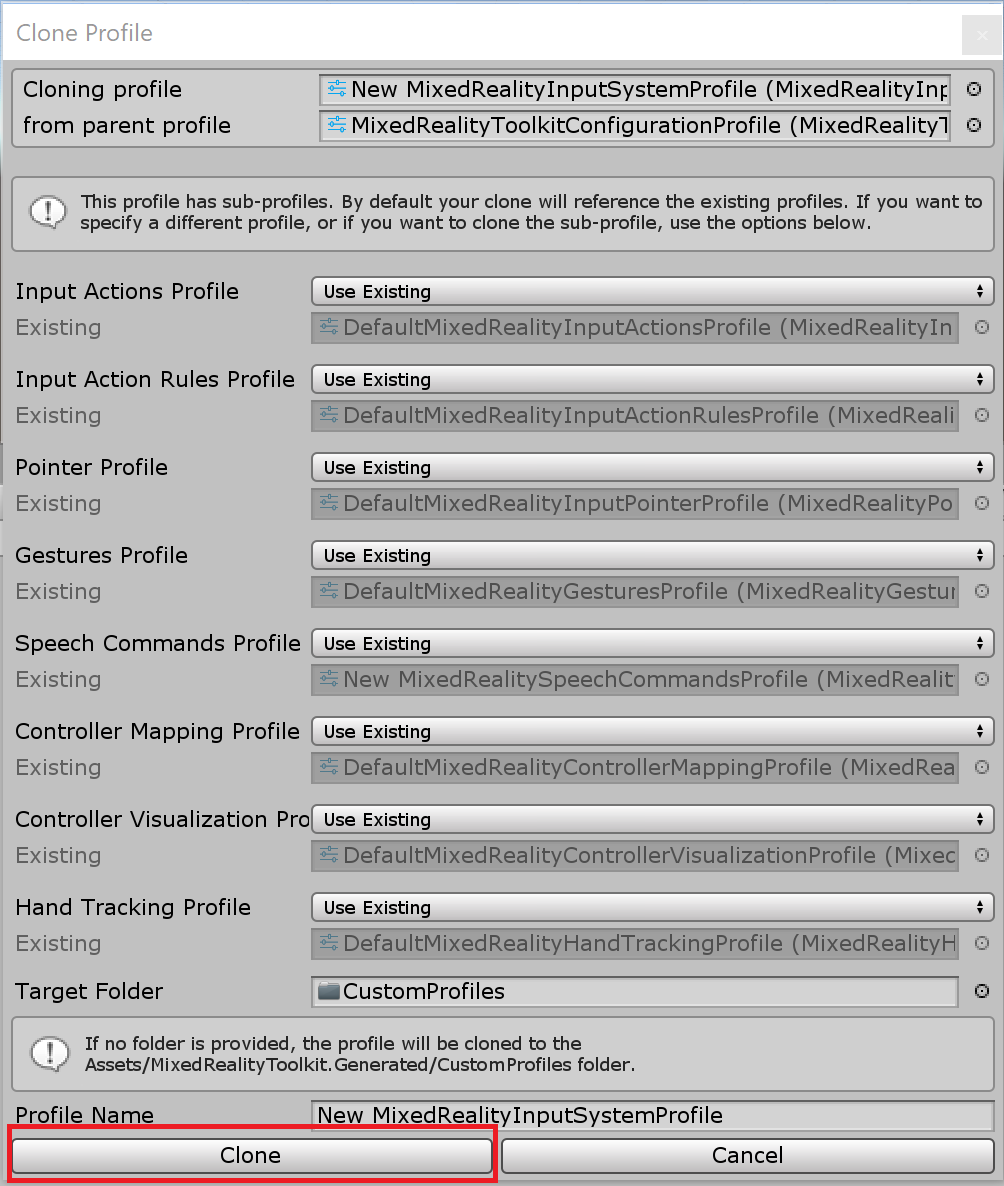 Clone Profile
Cloning profile New MixedRealityInputSystemProfile (MixedRealityInp
from parent profile MixedRealityToolkitConfigurationProfile (MixedRealityT
This profile has sub-profiles. By default your clone will reference the existing profiles. If you want to
specify a different profile, or if you want to clone the sub-profile, use the options below.
Input Actions Profile Use Existing
Existing DefaultMixedRealityInputActionsProfile (MixedRealityIn
Input Action Rules Profile Use Existing
Existing DefaultMixedRealityInputActionRulesProfile (MixedReali
Pointer Profile Use Existing
Existing DefaultMixedRealityInputPointerProfile (MixedRealityPo
Gestures Profile Use Existing
Existing DefaultMixedRealityGesturesProfile (MixedRealityGestur
Speech Commands Profile Use Existing
Existing New MixedRealitySpeechCommandsProfile (MixedRealit
Controller Mapping Profile Use Existing
Existing DefaultMixedRealityControllerMappingProfile (MixedRea
Controller Visualization Pro Use Existing
Existing DefaultMixedRealityControllerVisualizationProfile (Mixed
Hand Tracking Profile Use Existing
Existing DefaultMixedRealityHandTrackingProfile (MixedRealityH
Target Folder CustomProfiles
If no folder is provided, the profile will be cloned to the
Assets/MixedRealityToolkit.Generated/CustomProfiles folder.
Profile Name New MixedRealityInputSystemProfile
Clone Cancel